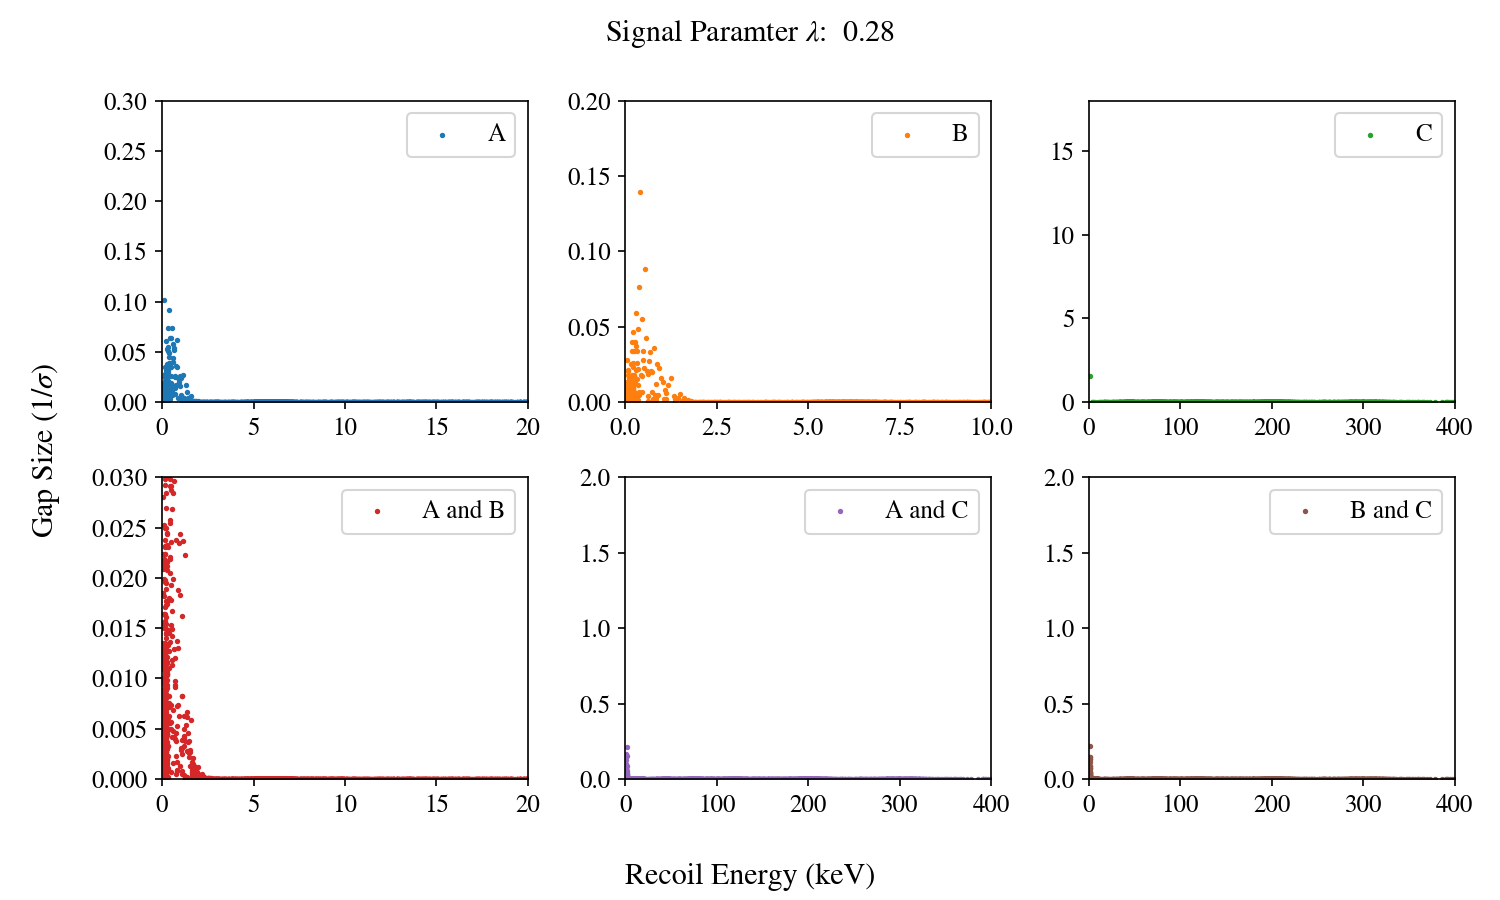 Signal Paramter λ: 0.28
Gap Size (1/σ)
0.30
0.25
0.20
0.15
0.10
0.05
0.00
0 5 10 15 20
A
0.20
0.15
0.10
0.05
0.00
0.0 2.5 5.0 7.5 10.0
B
15
10
5
0
0 100 200 300 400
C
0.030
0.025
0.020
0.015
0.010
0.005
0.000
0 5 10 15 20
A and B
2.0
1.5
1.0
0.5
0.0
0 100 200 300 400
A and C
2.0
1.5
1.0
0.5
0.0
0 100 200 300 400
B and C
Recoil Energy (keV)